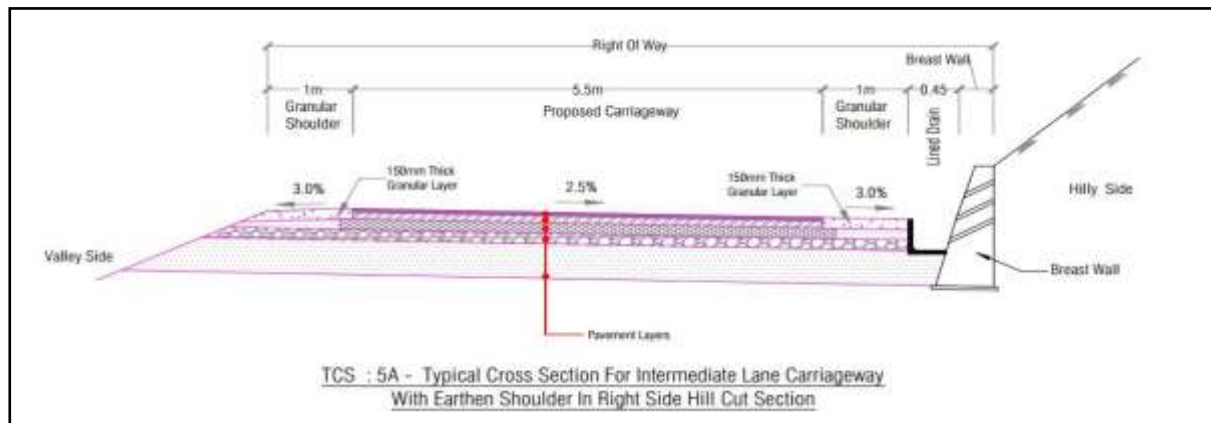 Right Of Way
Breast Wall
1m
5.5m
1m
0.45
Granular
Shoulder
Proposed Carriageway
Granular
Shoulder
Lined Drain
150mm Thick
Granular Layer
150mm Thick
Granular Layer
3.0%
2.5%
3.0%
Hilly Side
Valley Side
Breast Wall
Pavement Layers
TCS : 5A - Typical Cross Section For Intermediate Lane Carriageway
With Earthen Shoulder In Right Side Hill Cut Section